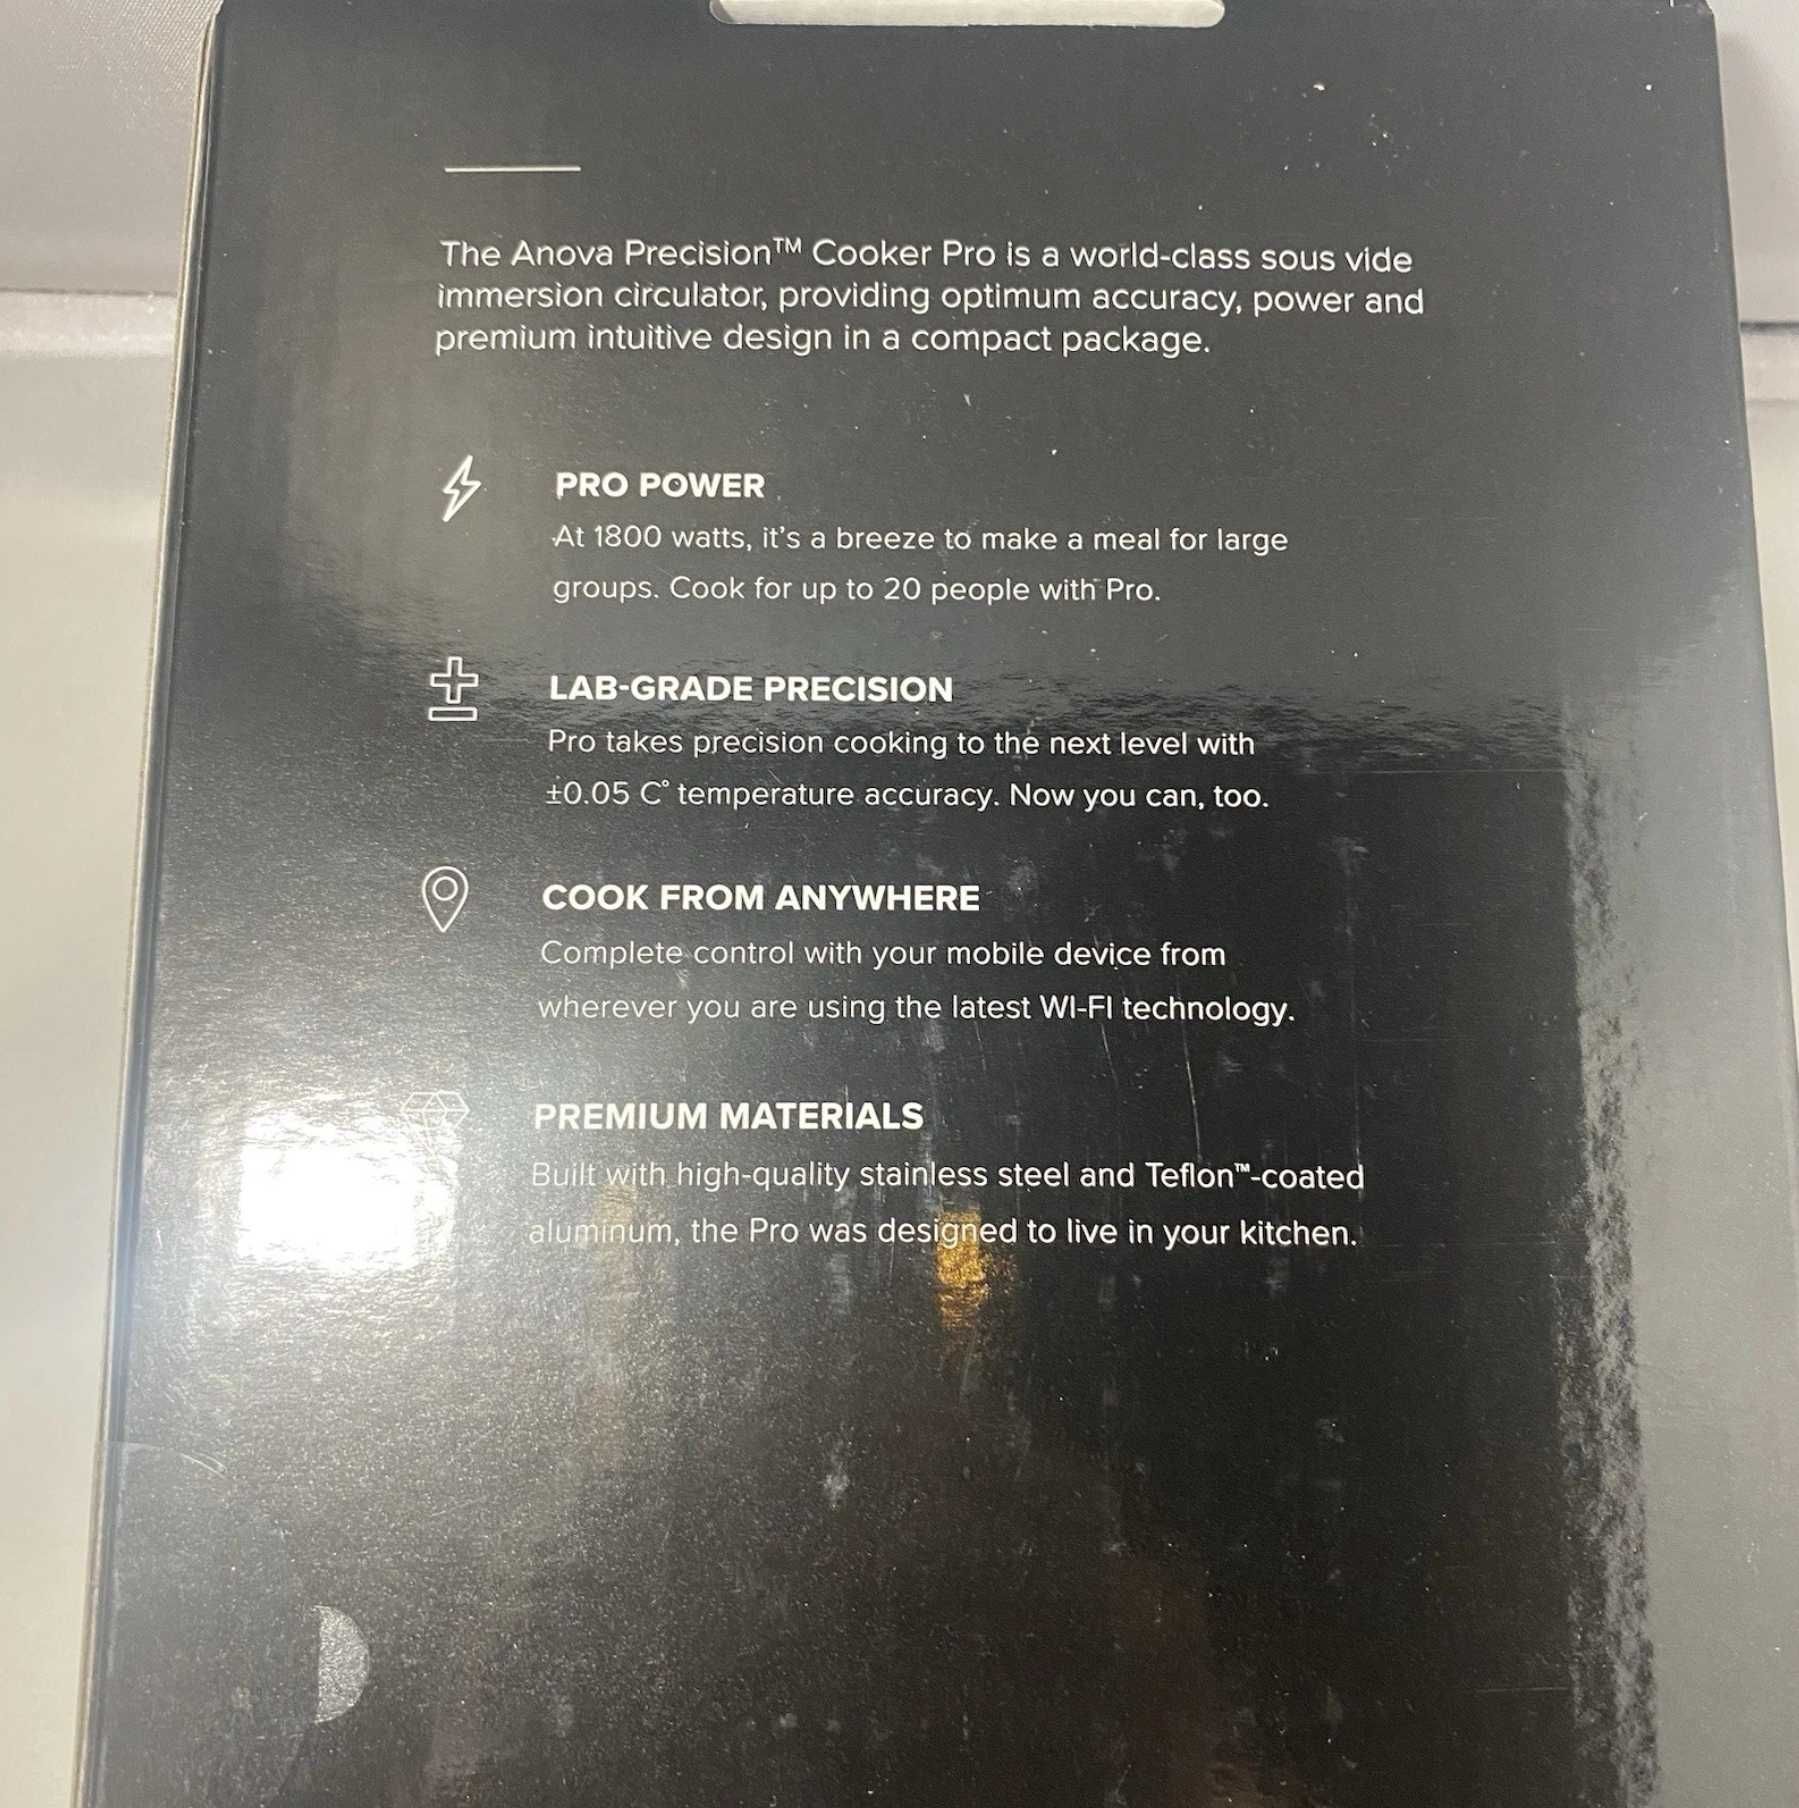 The Anova Precision™ Cooker Pro is a world-class sous vide
immersion circulator, providing optimum accuracy, power and
premium intuitive design in a compact package.
PRO POWER
At 1800 watts, it's a breeze to make a meal for large
groups. Cook for up to 20 people with Pro.
LAB-GRADE PRECISION
Pro takes precision cooking to the next level with
±0.05 C° temperature accuracy. Now you can, too.
COOK FROM ANYWHERE
Complete control with your mobile device from
wherever you are using the latest WI-FI technology.
PREMIUM MATERIALS
Built with high-quality stainless steel and Teflon™-coated
aluminum, the Pro was designed to live in your kitchen.